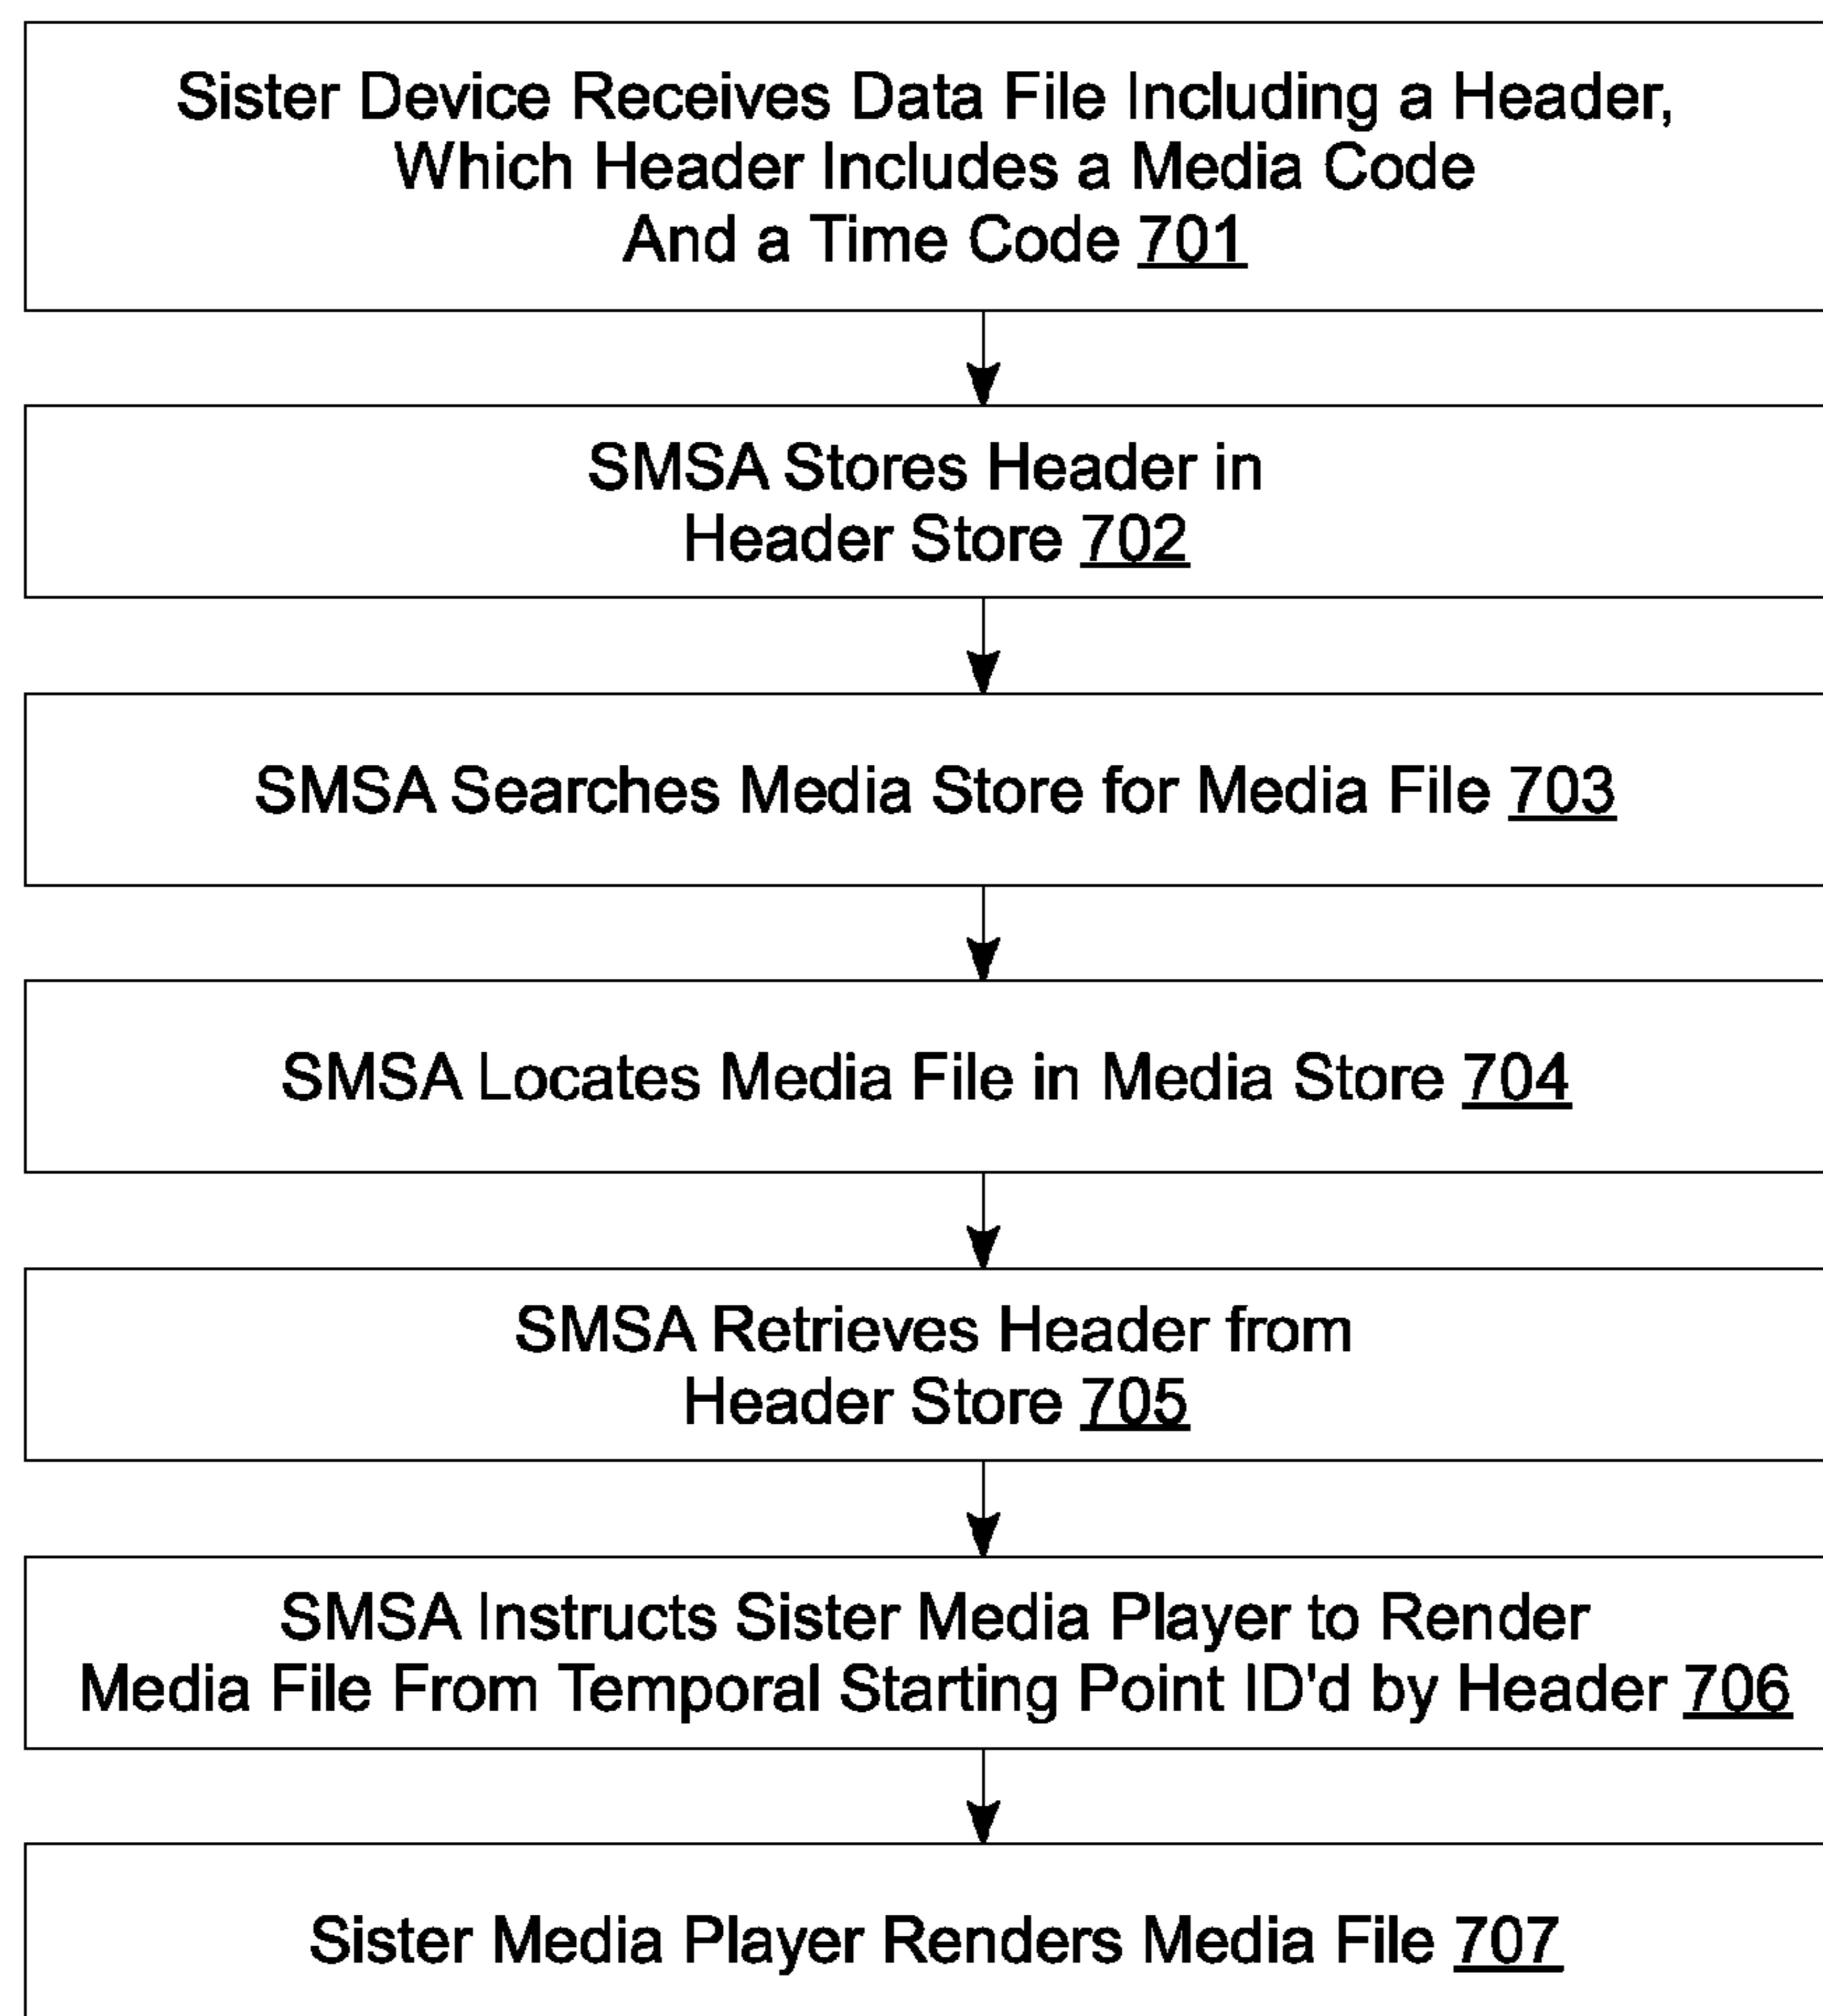 Sister Device Receives Data File Including a Header,
Which Header Includes a Media Code
And a Time Code 701
SMSA Stores Header in
Header Store 702
SMSA Searches Media Store for Media File 703
SMSA Locates Media File in Media Store 704
SMSA Retrieves Header from
Header Store 705
SMSA Instructs Sister Media Player to Render
Media File From Temporal Starting Point ID'd by Header 706
Sister Media Player Renders Media File 707